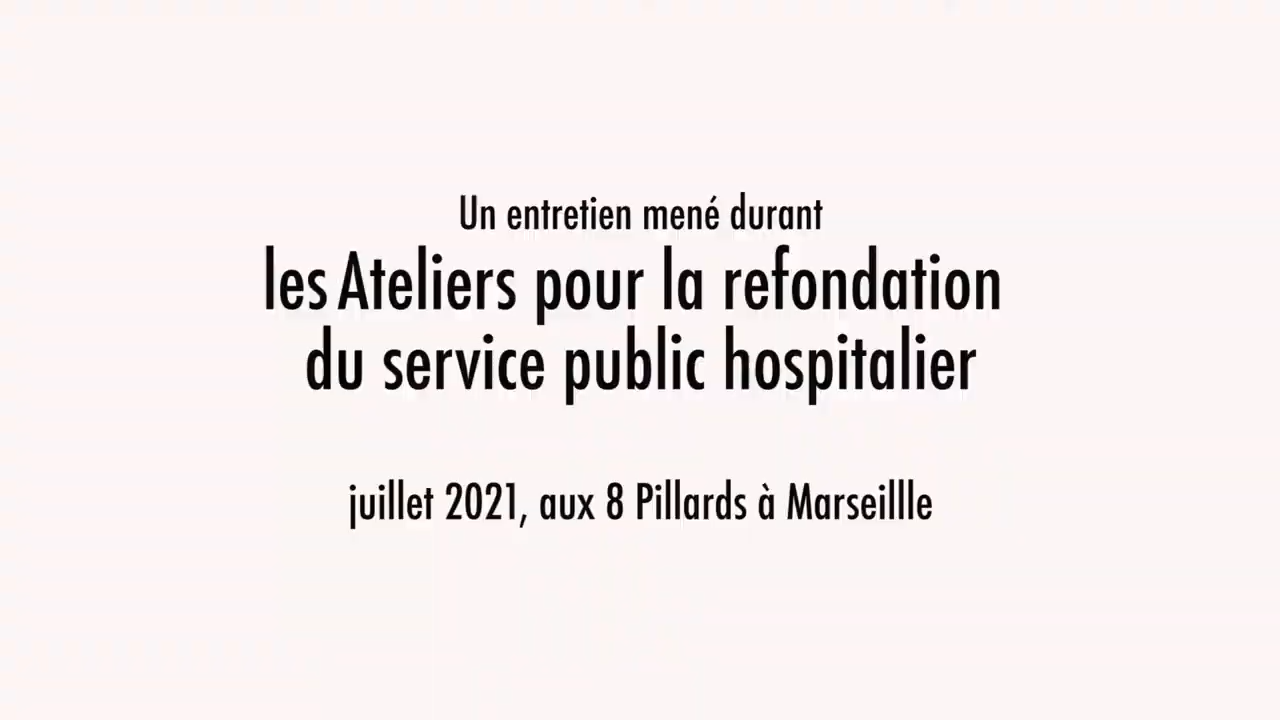 Un entretien mené durant
les Ateliers pour la refondation
du service public hospitalier
juillet 2021, aux 8 Pillards à Marseillle